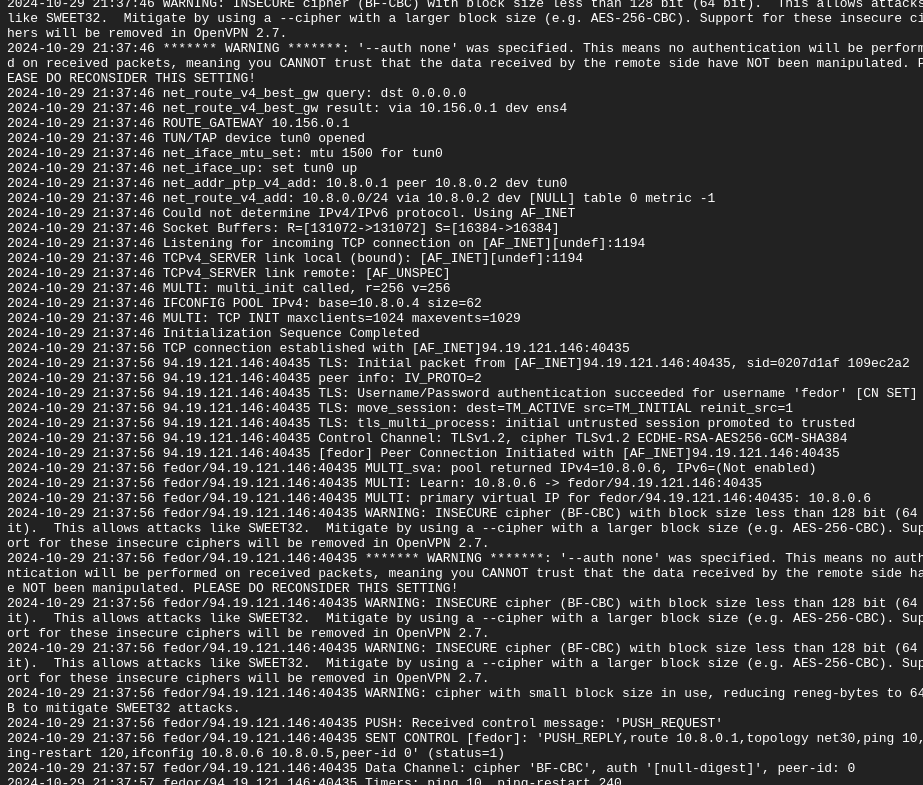 2024-10-29 21:37:46 WARNING: INSECURE cipher (BF-CBC) with block size less than 128 bit (64 bit).  This allows attacks
like SWEET32.  Mitigate by using a --cipher with a larger block size (e.g. AES-256-CBC). Support for these insecure ci
hers will be removed in OpenVPN 2.7.
2024-10-29 21:37:46 ******* WARNING *******: '--auth none' was specified. This means no authentication will be perform
d on received packets, meaning you CANNOT trust that the data received by the remote side have NOT been manipulated. P
EASE DO RECONSIDER THIS SETTING!
2024-10-29 21:37:46 net_route_v4_best_gw query: dst 0.0.0.0
2024-10-29 21:37:46 net_route_v4_best_gw result: via 10.156.0.1 dev ens4
2024-10-29 21:37:46 ROUTE_GATEWAY 10.156.0.1
2024-10-29 21:37:46 TUN/TAP device tun0 opened
2024-10-29 21:37:46 net_iface_mtu_set: mtu 1500 for tun0
2024-10-29 21:37:46 net_iface_up: set tun0 up
2024-10-29 21:37:46 net_addr_ptp_v4_add: 10.8.0.1 peer 10.8.0.2 dev tun0
2024-10-29 21:37:46 net_route_v4_add: 10.8.0.0/24 via 10.8.0.2 dev [NULL] table 0 metric -1
2024-10-29 21:37:46 Could not determine IPv4/IPv6 protocol. Using AF_INET
2024-10-29 21:37:46 Socket Buffers: R=[131072->131072] S=[16384->16384]
2024-10-29 21:37:46 Listening for incoming TCP connection on [AF_INET][undef]:1194
2024-10-29 21:37:46 TCPv4_SERVER link local (bound): [AF_INET][undef]:1194
2024-10-29 21:37:46 TCPv4_SERVER link remote: [AF_UNSPEC]
2024-10-29 21:37:46 MULTI: multi_init called, r=256 v=256
2024-10-29 21:37:46 IFCONFIG POOL IPv4: base=10.8.0.4 size=62
2024-10-29 21:37:46 MULTI: TCP INIT maxclients=1024 maxevents=1029
2024-10-29 21:37:46 Initialization Sequence Completed
2024-10-29 21:37:56 TCP connection established with [AF_INET]94.19.121.146:40435
2024-10-29 21:37:56 94.19.121.146:40435 TLS: Initial packet from [AF_INET]94.19.121.146:40435, sid=0207d1af 109ec2a2
2024-10-29 21:37:56 94.19.121.146:40435 peer info: IV_PROTO=2
2024-10-29 21:37:56 94.19.121.146:40435 TLS: Username/Password authentication succeeded for username 'fedor' [CN SET]
2024-10-29 21:37:56 94.19.121.146:40435 TLS: move_session: dest=TM_ACTIVE src=TM_INITIAL reinit_src=1
2024-10-29 21:37:56 94.19.121.146:40435 TLS: tls_multi_process: initial untrusted session promoted to trusted
2024-10-29 21:37:56 94.19.121.146:40435 Control Channel: TLSv1.2, cipher TLSv1.2 ECDHE-RSA-AES256-GCM-SHA384
2024-10-29 21:37:56 94.19.121.146:40435 [fedor] Peer Connection Initiated with [AF_INET]94.19.121.146:40435
2024-10-29 21:37:56 fedor/94.19.121.146:40435 MULTI_sva: pool returned IPv4=10.8.0.6, IPv6=(Not enabled)
2024-10-29 21:37:56 fedor/94.19.121.146:40435 MULTI: Learn: 10.8.0.6 -> fedor/94.19.121.146:40435
2024-10-29 21:37:56 fedor/94.19.121.146:40435 MULTI: primary virtual IP for fedor/94.19.121.146:40435: 10.8.0.6
2024-10-29 21:37:56 fedor/94.19.121.146:40435 WARNING: INSECURE cipher (BF-CBC) with block size less than 128 bit (64
it).  This allows attacks like SWEET32.  Mitigate by using a --cipher with a larger block size (e.g. AES-256-CBC). Sup
ort for these insecure ciphers will be removed in OpenVPN 2.7.
2024-10-29 21:37:56 fedor/94.19.121.146:40435 ******* WARNING *******: '--auth none' was specified. This means no auth
ntication will be performed on received packets, meaning you CANNOT trust that the data received by the remote side ha
e NOT been manipulated. PLEASE DO RECONSIDER THIS SETTING!
2024-10-29 21:37:56 fedor/94.19.121.146:40435 WARNING: INSECURE cipher (BF-CBC) with block size less than 128 bit (64
it).  This allows attacks like SWEET32.  Mitigate by using a --cipher with a larger block size (e.g. AES-256-CBC). Sup
ort for these insecure ciphers will be removed in OpenVPN 2.7.
2024-10-29 21:37:56 fedor/94.19.121.146:40435 WARNING: INSECURE cipher (BF-CBC) with block size less than 128 bit (64
it).  This allows attacks like SWEET32.  Mitigate by using a --cipher with a larger block size (e.g. AES-256-CBC). Sup
ort for these insecure ciphers will be removed in OpenVPN 2.7.
2024-10-29 21:37:56 fedor/94.19.121.146:40435 WARNING: cipher with small block size in use, reducing reneg-bytes to 64
B to mitigate SWEET32 attacks.
2024-10-29 21:37:56 fedor/94.19.121.146:40435 PUSH: Received control message: 'PUSH_REQUEST'
2024-10-29 21:37:56 fedor/94.19.121.146:40435 SENT CONTROL [fedor]: 'PUSH_REPLY,route 10.8.0.1,topology net30,ping 10,
ing-restart 120,ifconfig 10.8.0.6 10.8.0.5,peer-id 0' (status=1)
2024-10-29 21:37:57 fedor/94.19.121.146:40435 Data Channel: cipher 'BF-CBC', auth '[null-digest]', peer-id: 0
2024-10-29 21:37:57 fedor/94.19.121.146:40435 Timers: ping 10, ping-restart 240